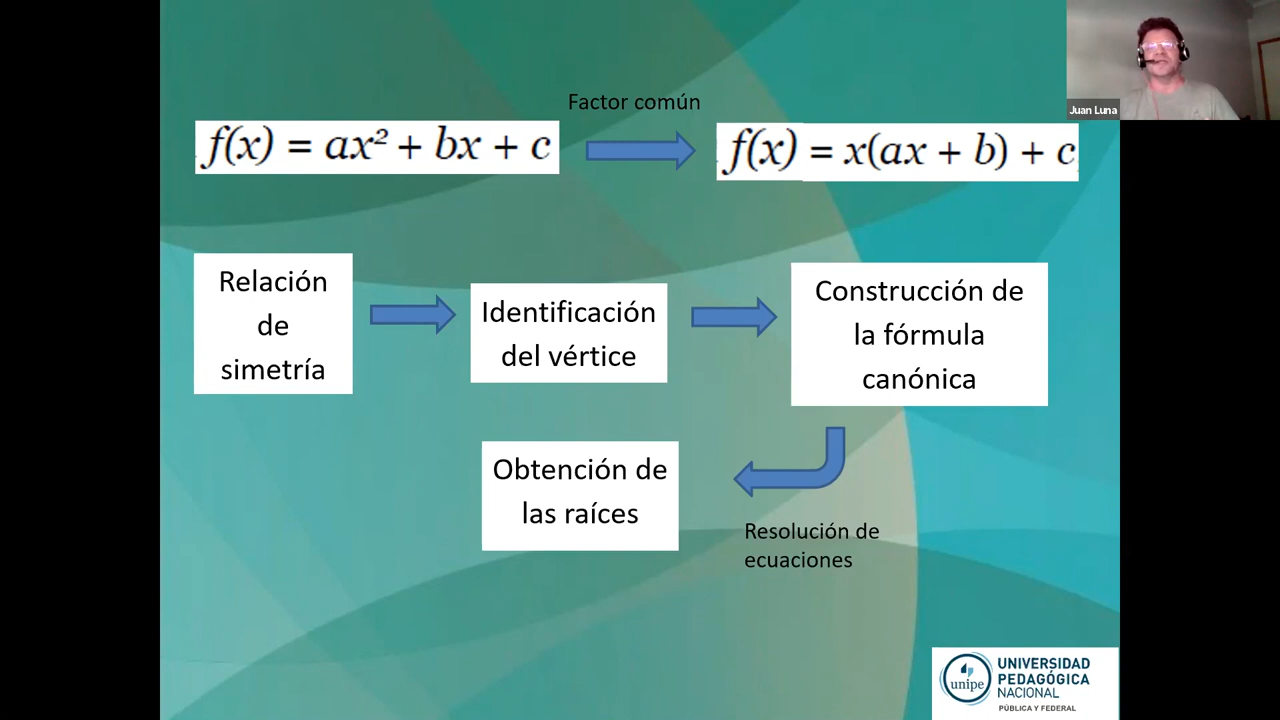 Juan Luna
Factor común
f(x) = ax² + bx + c
f(x) = x(ax + b) + c
Relación
de
simetría
Identificación
del vértice
Construcción de
la fórmula
canónica
Obtención de
las raíces
Resolución de
ecuaciones
unipe
UNIVERSIDAD
PEDAGÓGICA
NACIONAL
PÚBLICA Y FEDERAL